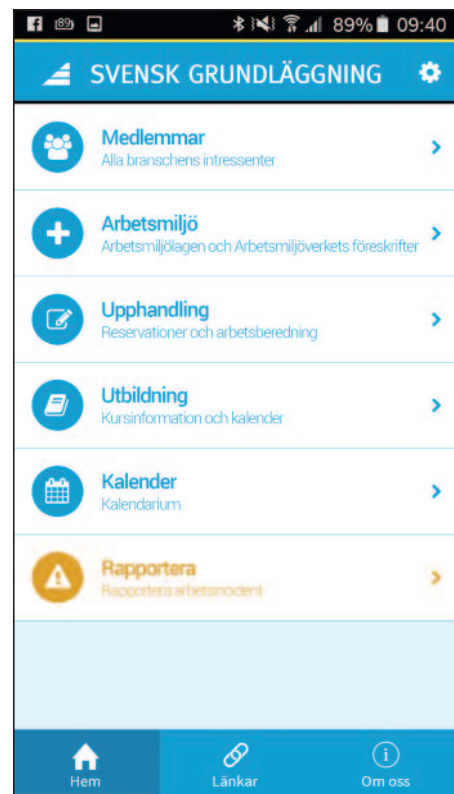 89 89% 09:40
SVENSK GRUNDLÄGGNING
Medlemmar
Alla branschens intressenter
Arbetsmiljö
Arbetsmiljölagen och Arbetsmiljöverkets föreskrifter
Upphandling
Reservationer och arbetsberedning
Utbildning
Kursinformation och kalender
Kalender
Kalendarium
Rapportera
Rapportera arbetsincident
Hem Länkar Om oss